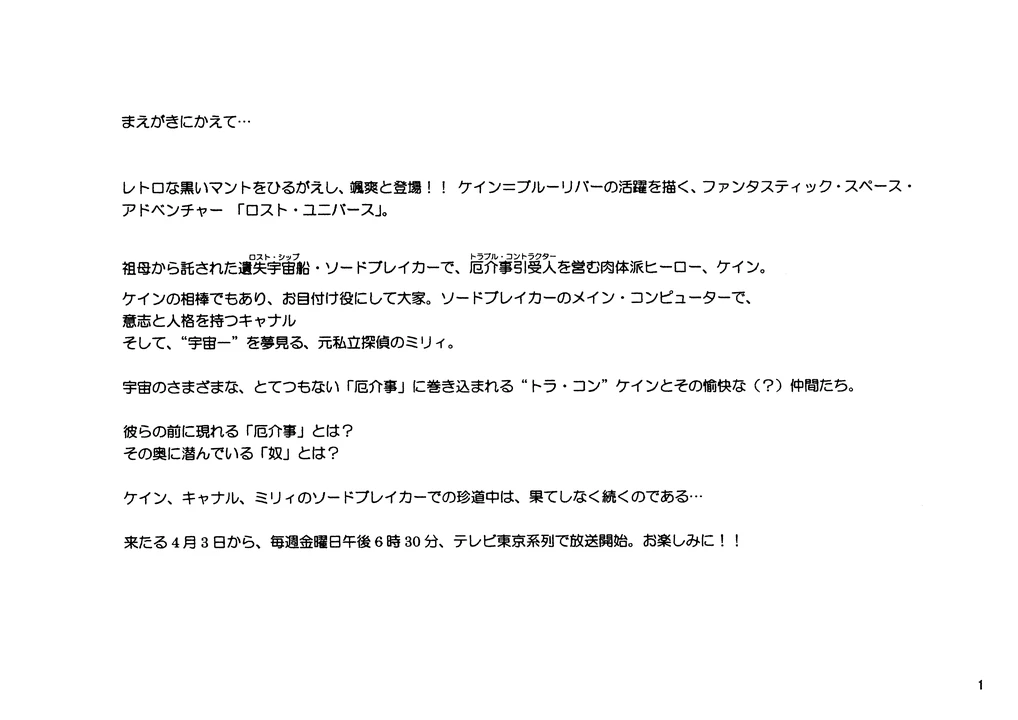 まえがきにかえて…
レトロな黒いマントをひるがえし、颯爽と登場！！ ケイン＝ブルーリバーの活躍を描く、ファンタスティック・スペース・
アドベンチャー 「ロスト・ユニバース」。
ロスト・シップ トラブル・コントラクター
祖母から託された遺失宇宙船・ソードブレイカーで、厄介事引受人を営む肉体派ヒーロー、ケイン。
ケインの相棒でもあり、お目付け役にして大家。ソードブレイカーのメイン・コンピューターで、
意志と人格を持つキャナル
そして、“宇宙一” を夢見る、元私立探偵のミリィ。
宇宙のさまざまな、とてつもない「厄介事」に巻き込まれる “トラ・コン” ケインとその愉快な（？）仲間たち。
彼らの前に現れる「厄介事」とは？
その奥に潜んでいる「奴」とは？
ケイン、キャナル、ミリィのソードブレイカーでの珍道中は、果てしなく続くのである…
来たる 4 月 3 日から、毎週金曜日午後 6 時 30 分、テレビ東京系列で放送開始。お楽しみに！！
1